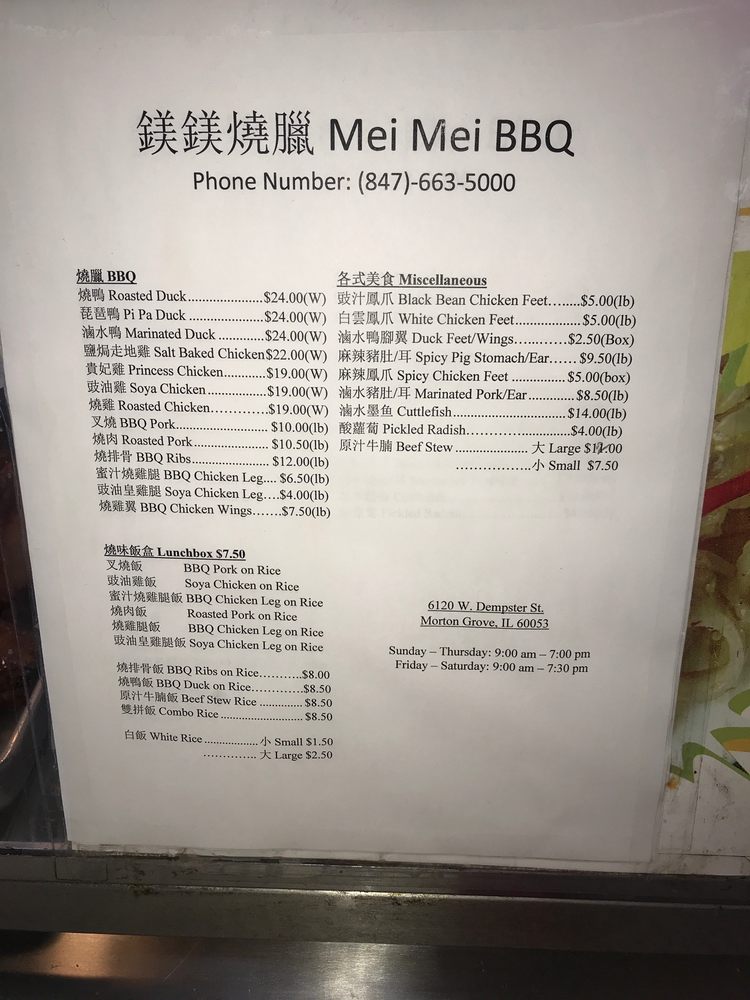 鎂鎂燒臘 Mei Mei BBQ
Phone Number: (847)-663-5000
燒臘 BBQ
燒鴨 Roasted Duck.......................$24.00(W)
琵琶鴨 Pi Pa Duck ........................$24.00(W)
滷水鴨 Marinated Duck ................$24.00(W)
鹽焗走地雞 Salt Baked Chicken$22.00(W)
貴妃雞 Princess Chicken............$19.00(W)
豉油雞 Soya Chicken..................$19.00(W)
燒雞 Roasted Chicken..................$19.00(W)
叉燒 BBQ Pork............................ $10.00(lb)
燒肉 Roasted Pork........................ $10.50(lb)
燒排骨 BBQ Ribs........................ $12.00(lb)
蜜汁燒雞腿 BBQ Chicken Leg.... $6.50(lb)
豉油皇雞腿 Soya Chicken Leg....$4.00(lb)
燒雞翼 BBQ Chicken Wings.......$7.50(lb)
各式美食 Miscellaneous
豉汁鳳爪 Black Bean Chicken Feet........$5.00(lb)
白雲鳳爪 White Chicken Feet....................$5.00(lb)
滷水鴨腳翼 Duck Feet/Wings................$2.50(Box)
麻辣豬肚/耳 Spicy Pig Stomach/Ear...... $9.50(lb)
麻辣鳳爪 Spicy Chicken Feet ................$5.00(box)
滷水豬肚/耳 Marinated Pork/Ear..............$8.50(lb)
滷水墨鱼 Cuttlefish..................................$14.00(lb)
酸蘿蔔 Pickled Radish..............................$4.00(lb)
原汁牛腩 Beef Stew ...................... 大 Large
....................... 小 Small $7.50
燒味飯盒 Lunchbox $7.50
叉燒飯 BBQ Pork on Rice
豉油雞飯 Soya Chicken on Rice
蜜汁燒雞腿飯 BBQ Chicken Leg on Rice
燒肉飯 Roasted Pork on Rice
燒雞腿飯 BBQ Chicken Leg on Rice
豉油皇雞腿飯 Soya Chicken Leg on Rice
燒排骨飯 BBQ Ribs on Rice............$8.00
燒鴨飯 BBQ Duck on Rice..............$8.50
原汁牛腩飯 Beef Stew Rice ............. $8.50
雙拼飯 Combo Rice ......................... $8.50
白飯 White Rice .................. 小 Small $1.50
.............. 大 Large $2.50
6120 W. Dempster St.
Morton Grove, IL 60053
Sunday – Thursday: 9:00 am – 7:00 pm
Friday – Saturday: 9:00 am – 7:30 pm